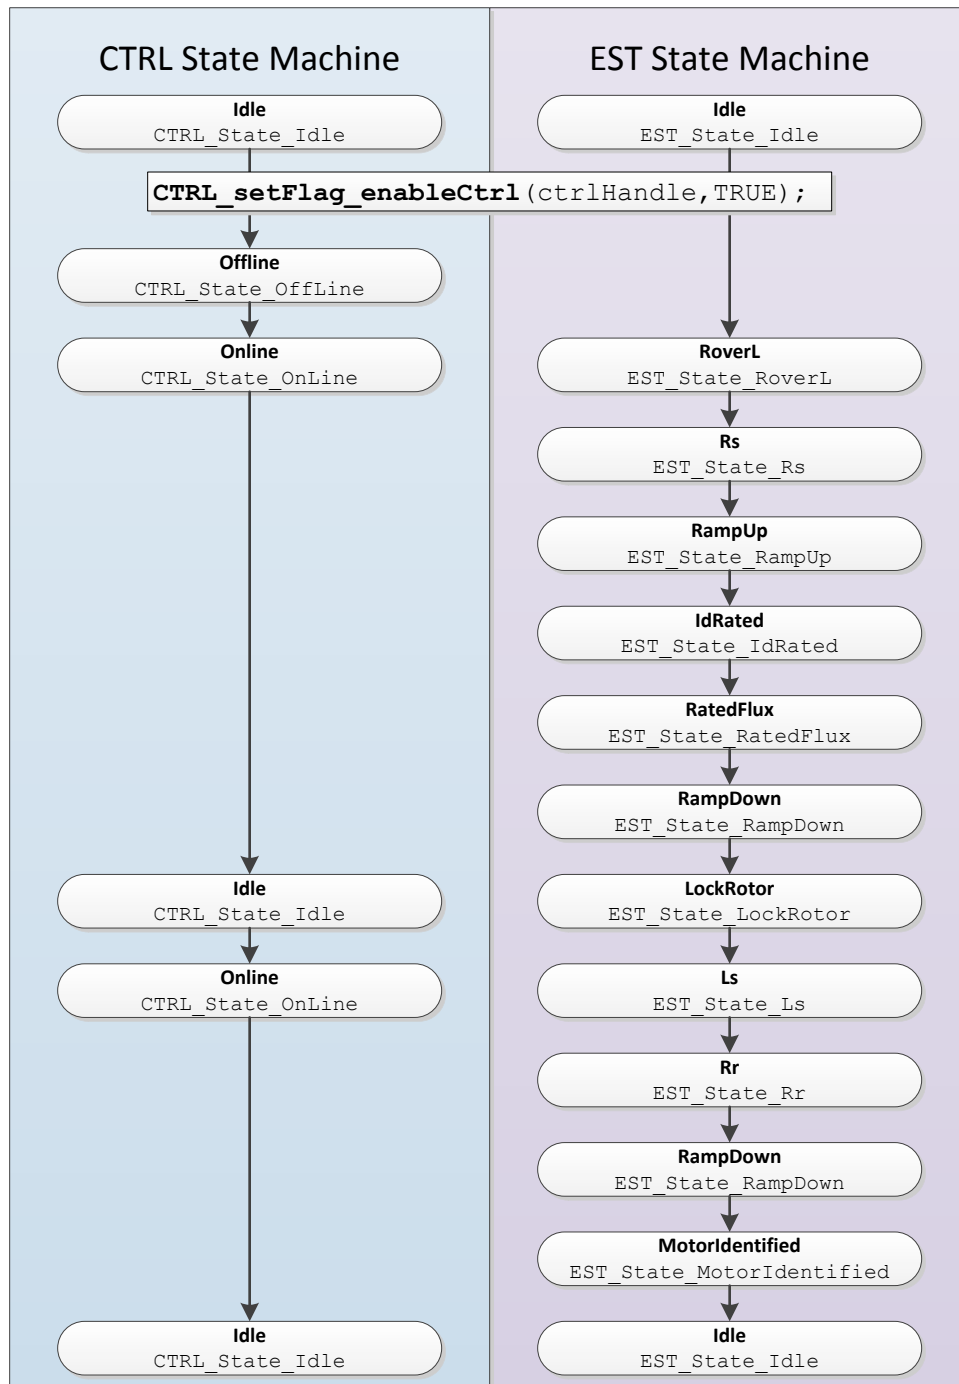 CTRL State Machine
EST State Machine
Idle
CTRL_State_Idle
Idle
EST_State_Idle
CTRL_setFlag_enableCtrl(ctrlHandle,TRUE);
Offline
CTRL_State_OffLine
Online
CTRL_State_OnLine
RoverL
EST_State_RoverL
Rs
EST_State_Rs
RampUp
EST_State_RampUp
IdRated
EST_State_IdRated
RatedFlux
EST_State_RatedFlux
RampDown
EST_State_RampDown
Idle
CTRL_State_Idle
LockRotor
EST_State_LockRotor
Online
CTRL_State_OnLine
Ls
EST_State_Ls
Rr
EST_State_Rr
RampDown
EST_State_RampDown
MotorIdentified
EST_State_MotorIdentified
Idle
CTRL_State_Idle
Idle
EST_State_Idle